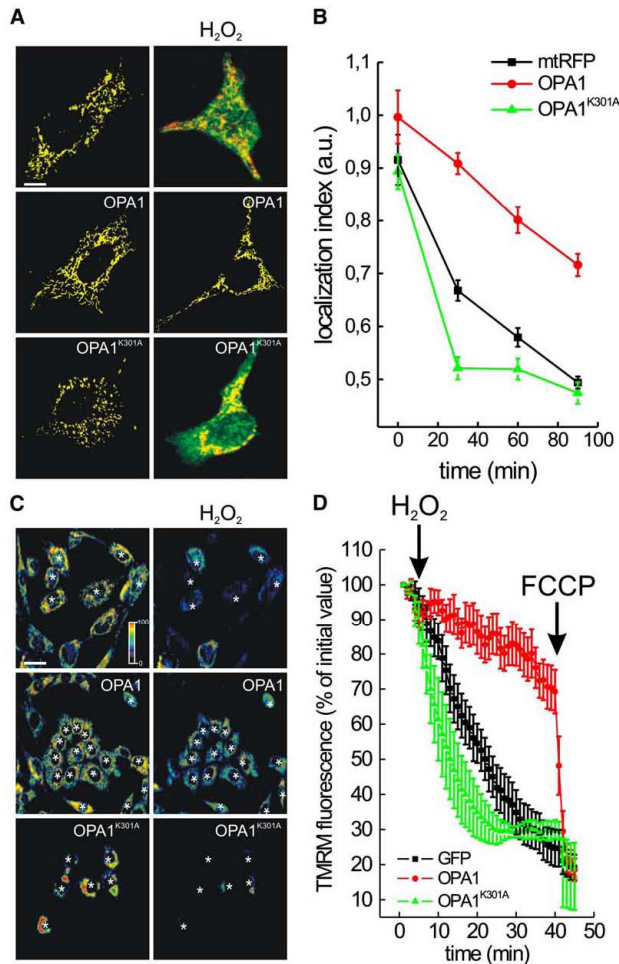 A
H₂O₂
OPA1
OPA1
OPA1ᴷ³⁰¹ᴬ
OPA1ᴷ³⁰¹ᴬ
B
1,1
1,0
0,9
0,8
0,7
0,6
0,5
localization index (a.u.)
mtRFP
OPA1
OPA1ᴷ³⁰¹ᴬ
0
20
40
60
80
100
time (min)
C
H₂O₂
100
0
OPA1
OPA1
OPA1ᴷ³⁰¹ᴬ
OPA1ᴷ³⁰¹ᴬ
D
H₂O₂
FCCP
110
100
90
80
70
60
50
40
30
20
10
TMRM fluorescence (% of initial value)
GFP
OPA1
OPA1ᴷ³⁰¹ᴬ
0
10
20
30
40
50
time (min)